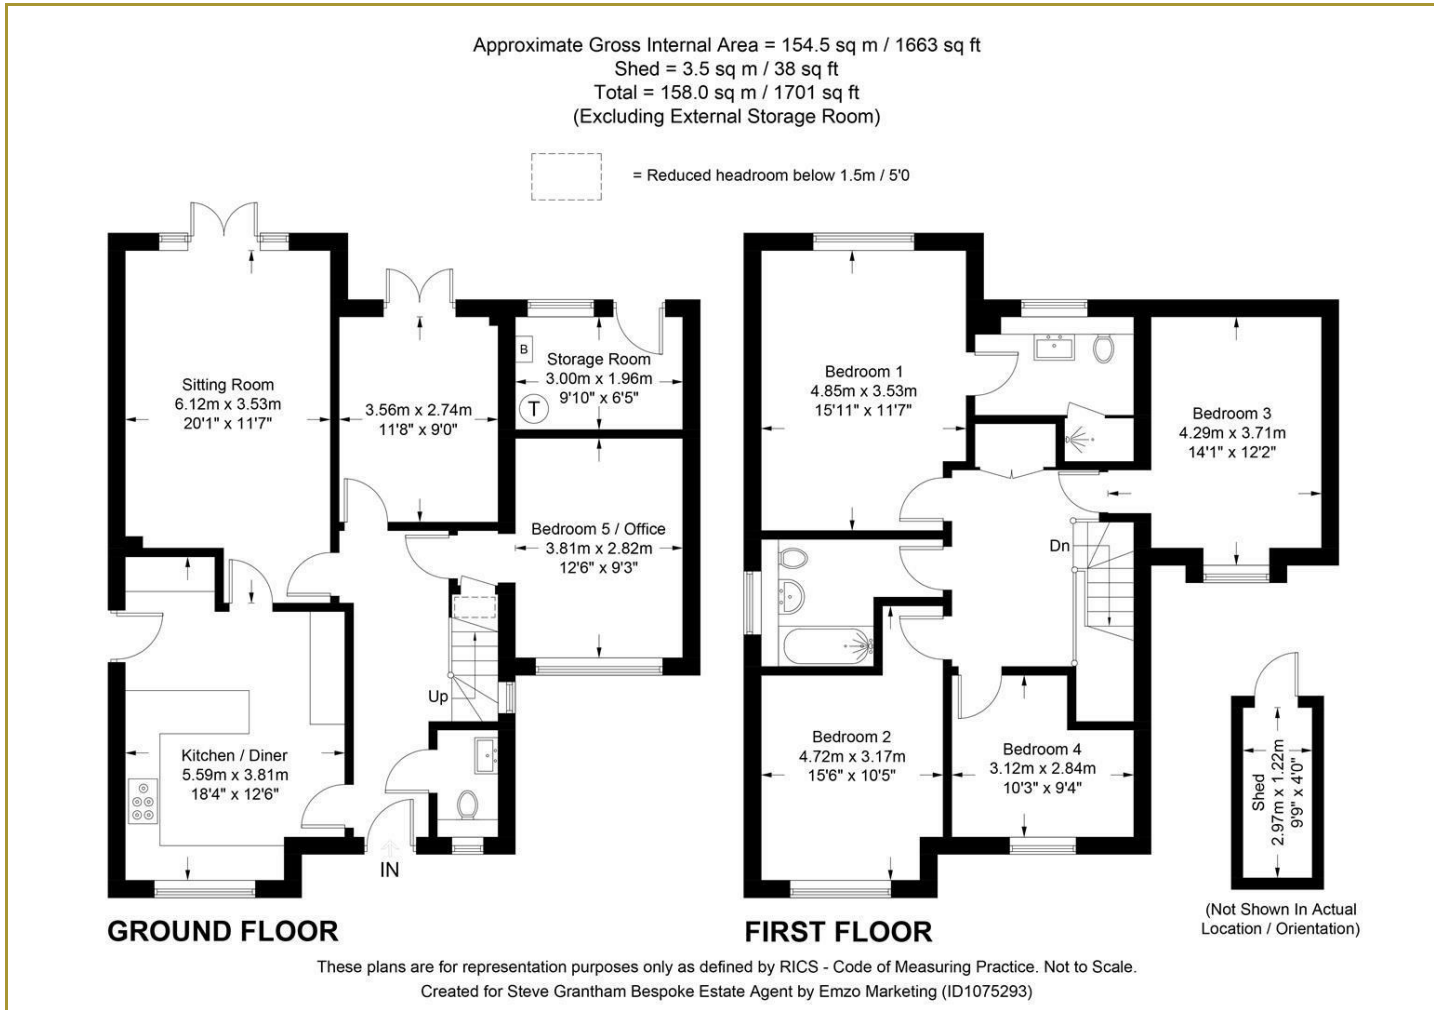 Approximate Gross Internal Area = 154.5 sq m / 1663 sq ft
Shed = 3.5 sq m / 38 sq ft
Total = 158.0 sq m / 1701 sq ft
(Excluding External Storage Room)
= Reduced headroom below 1.5m / 5'0
Sitting Room
6.12m x 3.53m
20'1" x 11'7"
3.56m x 2.74m
11'8" x 9'0"
B
Storage Room
3.00m x 1.96m
9'10" x 6'5"
T
Bedroom 5 / Office
3.81m x 2.82m
12'6" x 9'3"
Up
Kitchen / Diner
5.59m x 3.81m
18'4" x 12'6"
IN
GROUND FLOOR
Bedroom 1
4.85m x 3.53m
15'11" x 11'7"
Bedroom 3
4.29m x 3.71m
14'1" x 12'2"
Dn
Bedroom 2
4.72m x 3.17m
15'6" x 10'5"
Bedroom 4
3.12m x 2.84m
10'3" x 9'4"
FIRST FLOOR
Shed
2.97m x 1.22m
9'9" x 4'0"
(Not Shown In Actual
Location / Orientation)
These plans are for representation purposes only as defined by RICS - Code of Measuring Practice. Not to Scale.
Created for Steve Grantham Bespoke Estate Agent by Emzo Marketing (ID1075293)